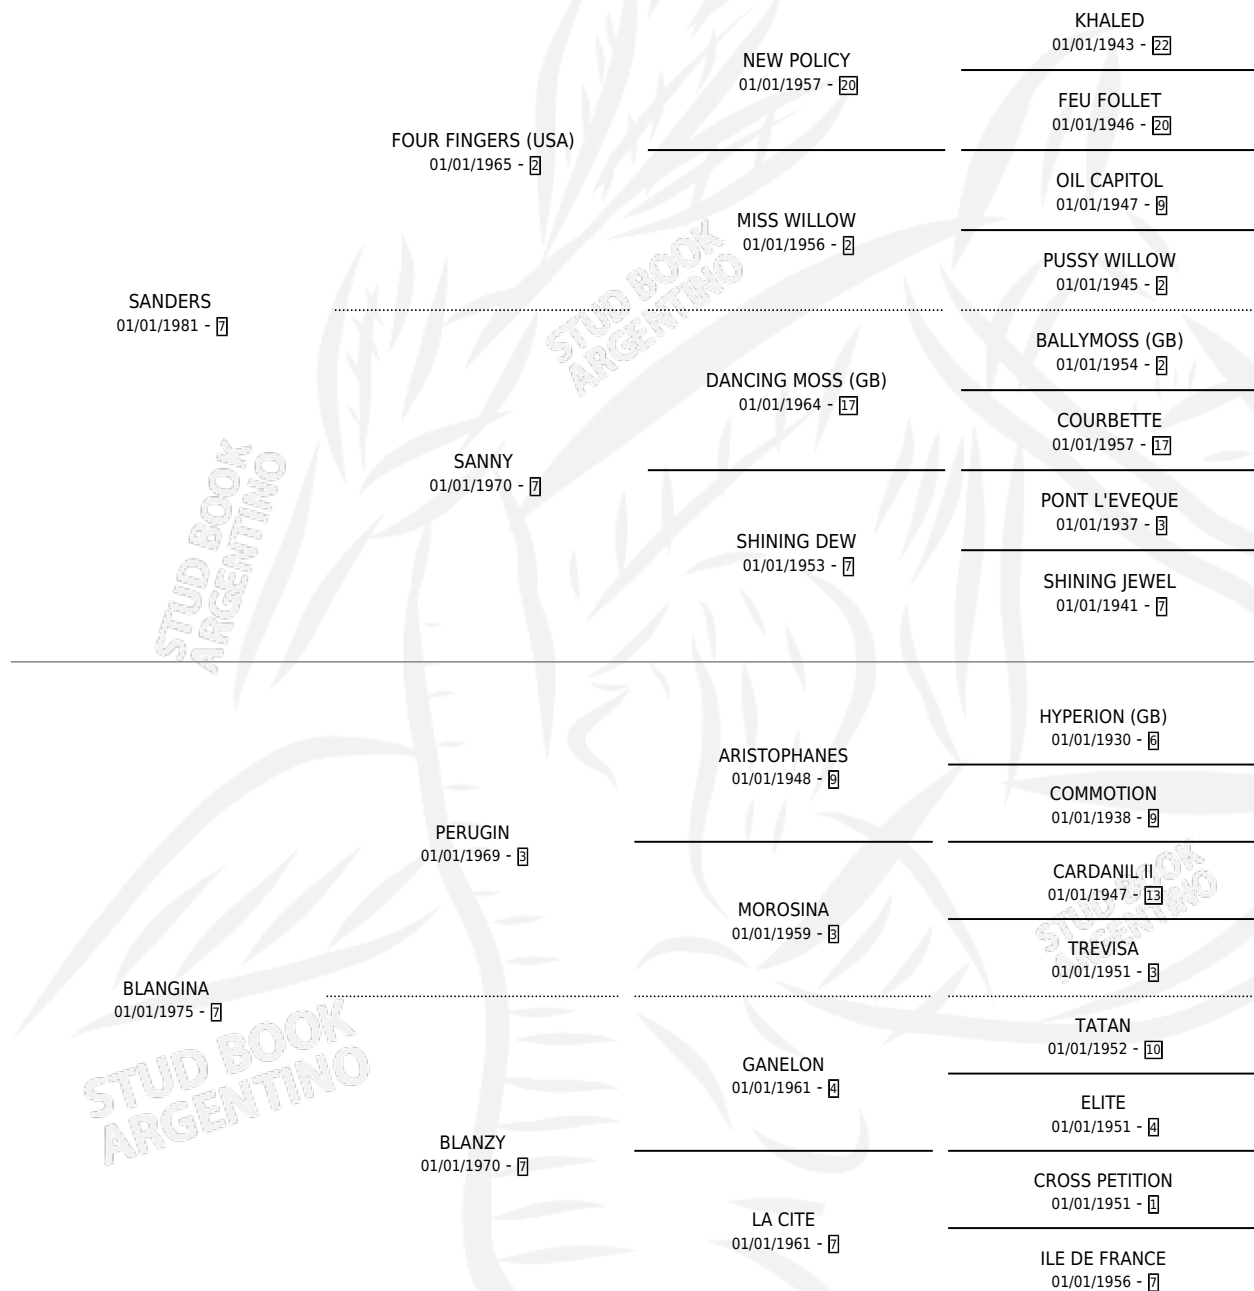 KHALED
01/01/1943 - 22
NEW POLICY
01/01/1957 - 20
FEU FOLLET
01/01/1946 - 20
FOUR FINGERS (USA)
01/01/1965 - 2
OIL CAPITOL
01/01/1947 - 9
MISS WILLOW
01/01/1956 - 2
PUSSY WILLOW
01/01/1945 - 2
SANDERS
01/01/1981 - 7
STUD BOOK
ARGENTINO
BALLYMOSS (GB)
01/01/1954 - 2
DANCING MOSS (GB)
01/01/1964 - 17
COURBETTE
01/01/1957 - 17
SANNY
01/01/1970 - 7
PONT L'EVEQUE
01/01/1937 - 3
SHINING DEW
01/01/1953 - 7
SHINING JEWEL
01/01/1941 - 7
STUD BOOK
ARGENTINO
HYPERION (GB)
01/01/1930 - 6
ARISTOPHANES
01/01/1948 - 9
COMMOTION
01/01/1938 - 9
PERUGIN
01/01/1969 - 3
CARDANIL II
01/01/1947 - 13
MOROSINA
01/01/1959 - 3
STUD BOOK
ARGENTINO
TREVISA
01/01/1951 - 3
BLANGINA
01/01/1975 - 7
STUD BOOK
ARGENTINO
TATAN
01/01/1952 - 10
GANELON
01/01/1961 - 4
ELITE
01/01/1951 - 4
BLANZY
01/01/1970 - 7
CROSS PETITION
01/01/1951 - 1
LA CITE
01/01/1961 - 7
ILE DE FRANCE
01/01/1956 - 7